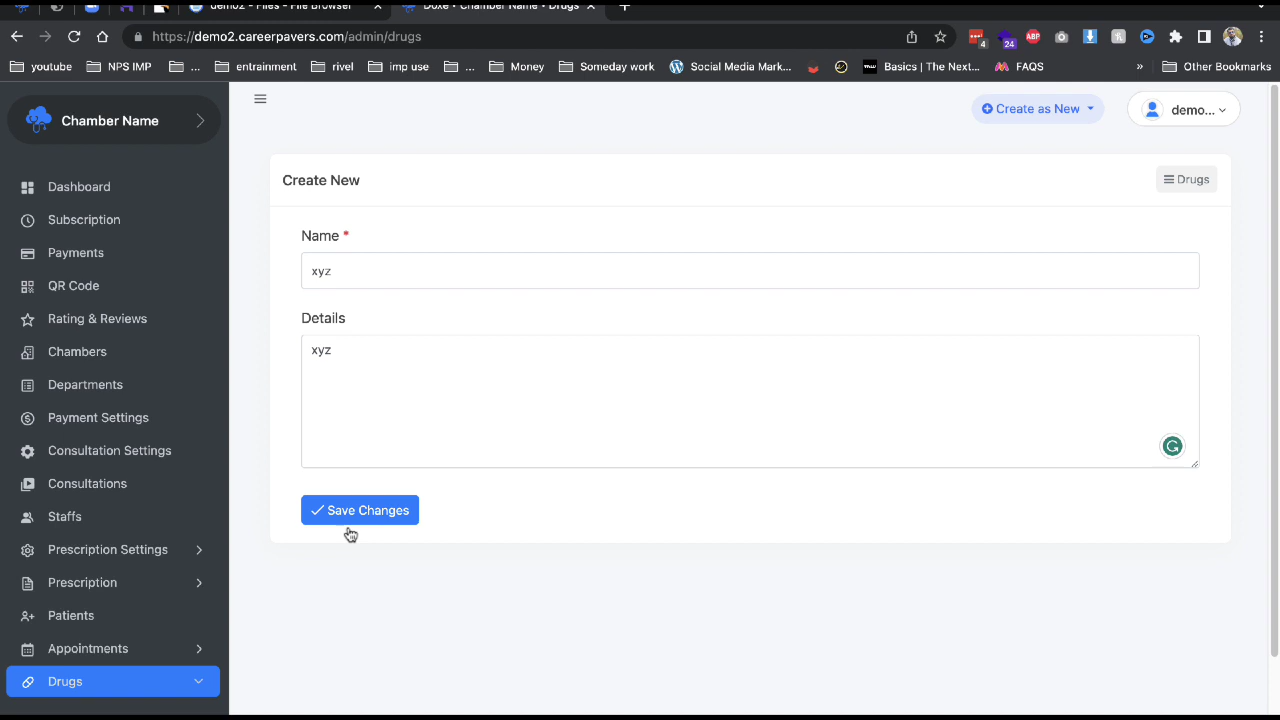 demo2 - Files - File Browser
Doxe • Chamber Name • Drugs
https://demo2.careerpavers.com/admin/drugs
4
24
ABP
youtube
NPS IMP
...
entrainment
rivel
imp use
...
Money
Someday work
Social Media Mark...
Basics | The Next...
FAQS
»
Other Bookmarks
Chamber Name
Create as New
demo...
Dashboard
Subscription
Payments
QR Code
Rating & Reviews
Chambers
Departments
Payment Settings
Consultation Settings
Consultations
Staffs
Prescription Settings
Prescription
Patients
Appointments
Drugs
Create New
Drugs
Name *
xyz
Details
xyz
Save Changes